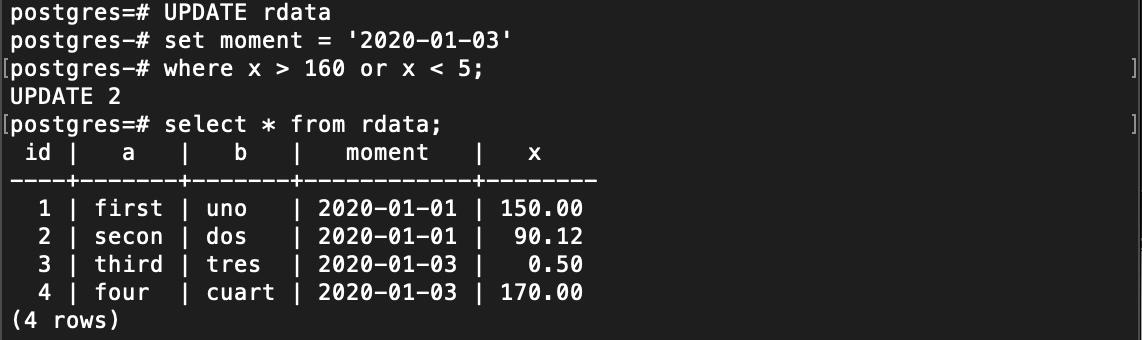 postgres=# UPDATE rdata
postgres-# set moment = '2020-01-03'
[postgres-# where x > 160 or x < 5; ]
UPDATE 2
[postgres=# select * from rdata; ]
 id |   a   |   b   |   moment   |   x
----+-------+-------+------------+--------
  1 | first | uno   | 2020-01-01 | 150.00
  2 | secon | dos   | 2020-01-01 |  90.12
  3 | third | tres  | 2020-01-03 |   0.50
  4 | four  | cuart | 2020-01-03 | 170.00
(4 rows)